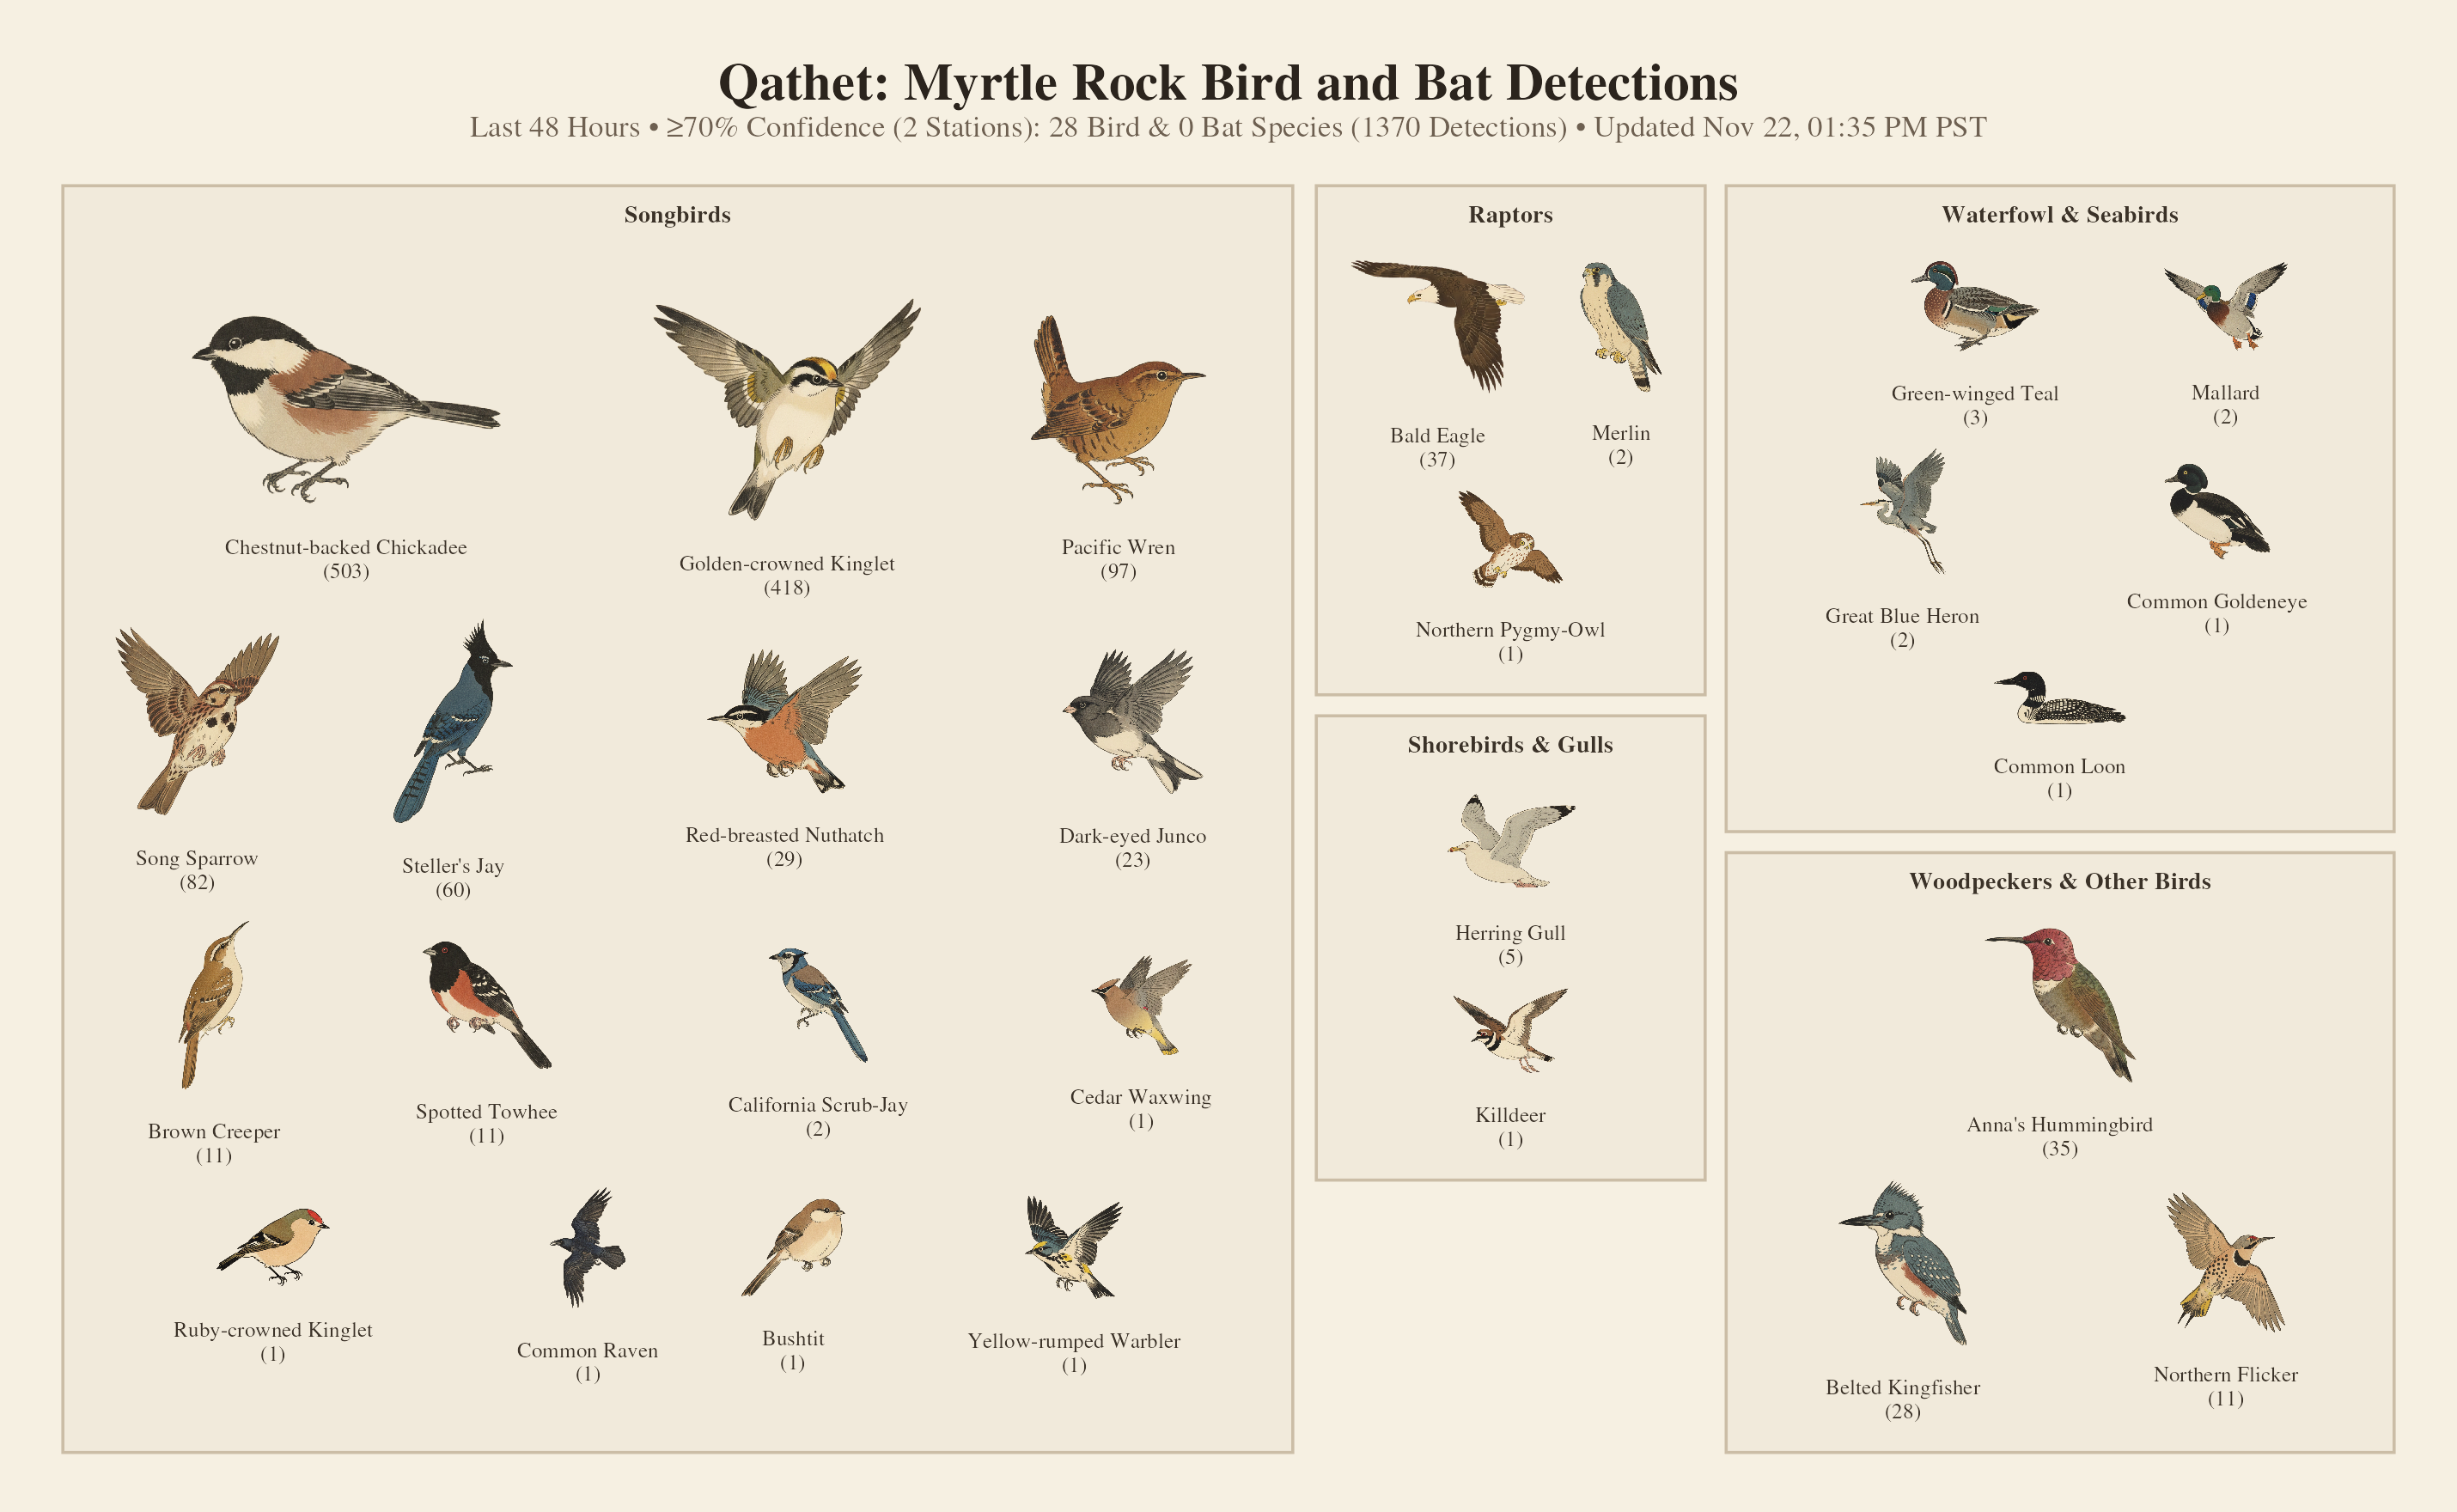 Qathet: Myrtle Rock Bird and Bat Detections
Last 48 Hours • ≥70% Confidence (2 Stations): 28 Bird & 0 Bat Species (1370 Detections) • Updated Nov 22, 01:35 PM PST
Songbirds
Chestnut-backed Chickadee
(503)
Golden-crowned Kinglet
(418)
Pacific Wren
(97)
Song Sparrow
(82)
Steller's Jay
(60)
Red-breasted Nuthatch
(29)
Dark-eyed Junco
(23)
Brown Creeper
(11)
Spotted Towhee
(11)
California Scrub-Jay
(2)
Cedar Waxwing
(1)
Ruby-crowned Kinglet
(1)
Common Raven
(1)
Bushtit
(1)
Yellow-rumped Warbler
(1)
Raptors
Bald Eagle
(37)
Merlin
(2)
Northern Pygmy-Owl
(1)
Shorebirds & Gulls
Herring Gull
(5)
Killdeer
(1)
Waterfowl & Seabirds
Green-winged Teal
(3)
Mallard
(2)
Great Blue Heron
(2)
Common Goldeneye
(1)
Common Loon
(1)
Woodpeckers & Other Birds
Anna's Hummingbird
(35)
Belted Kingfisher
(28)
Northern Flicker
(11)